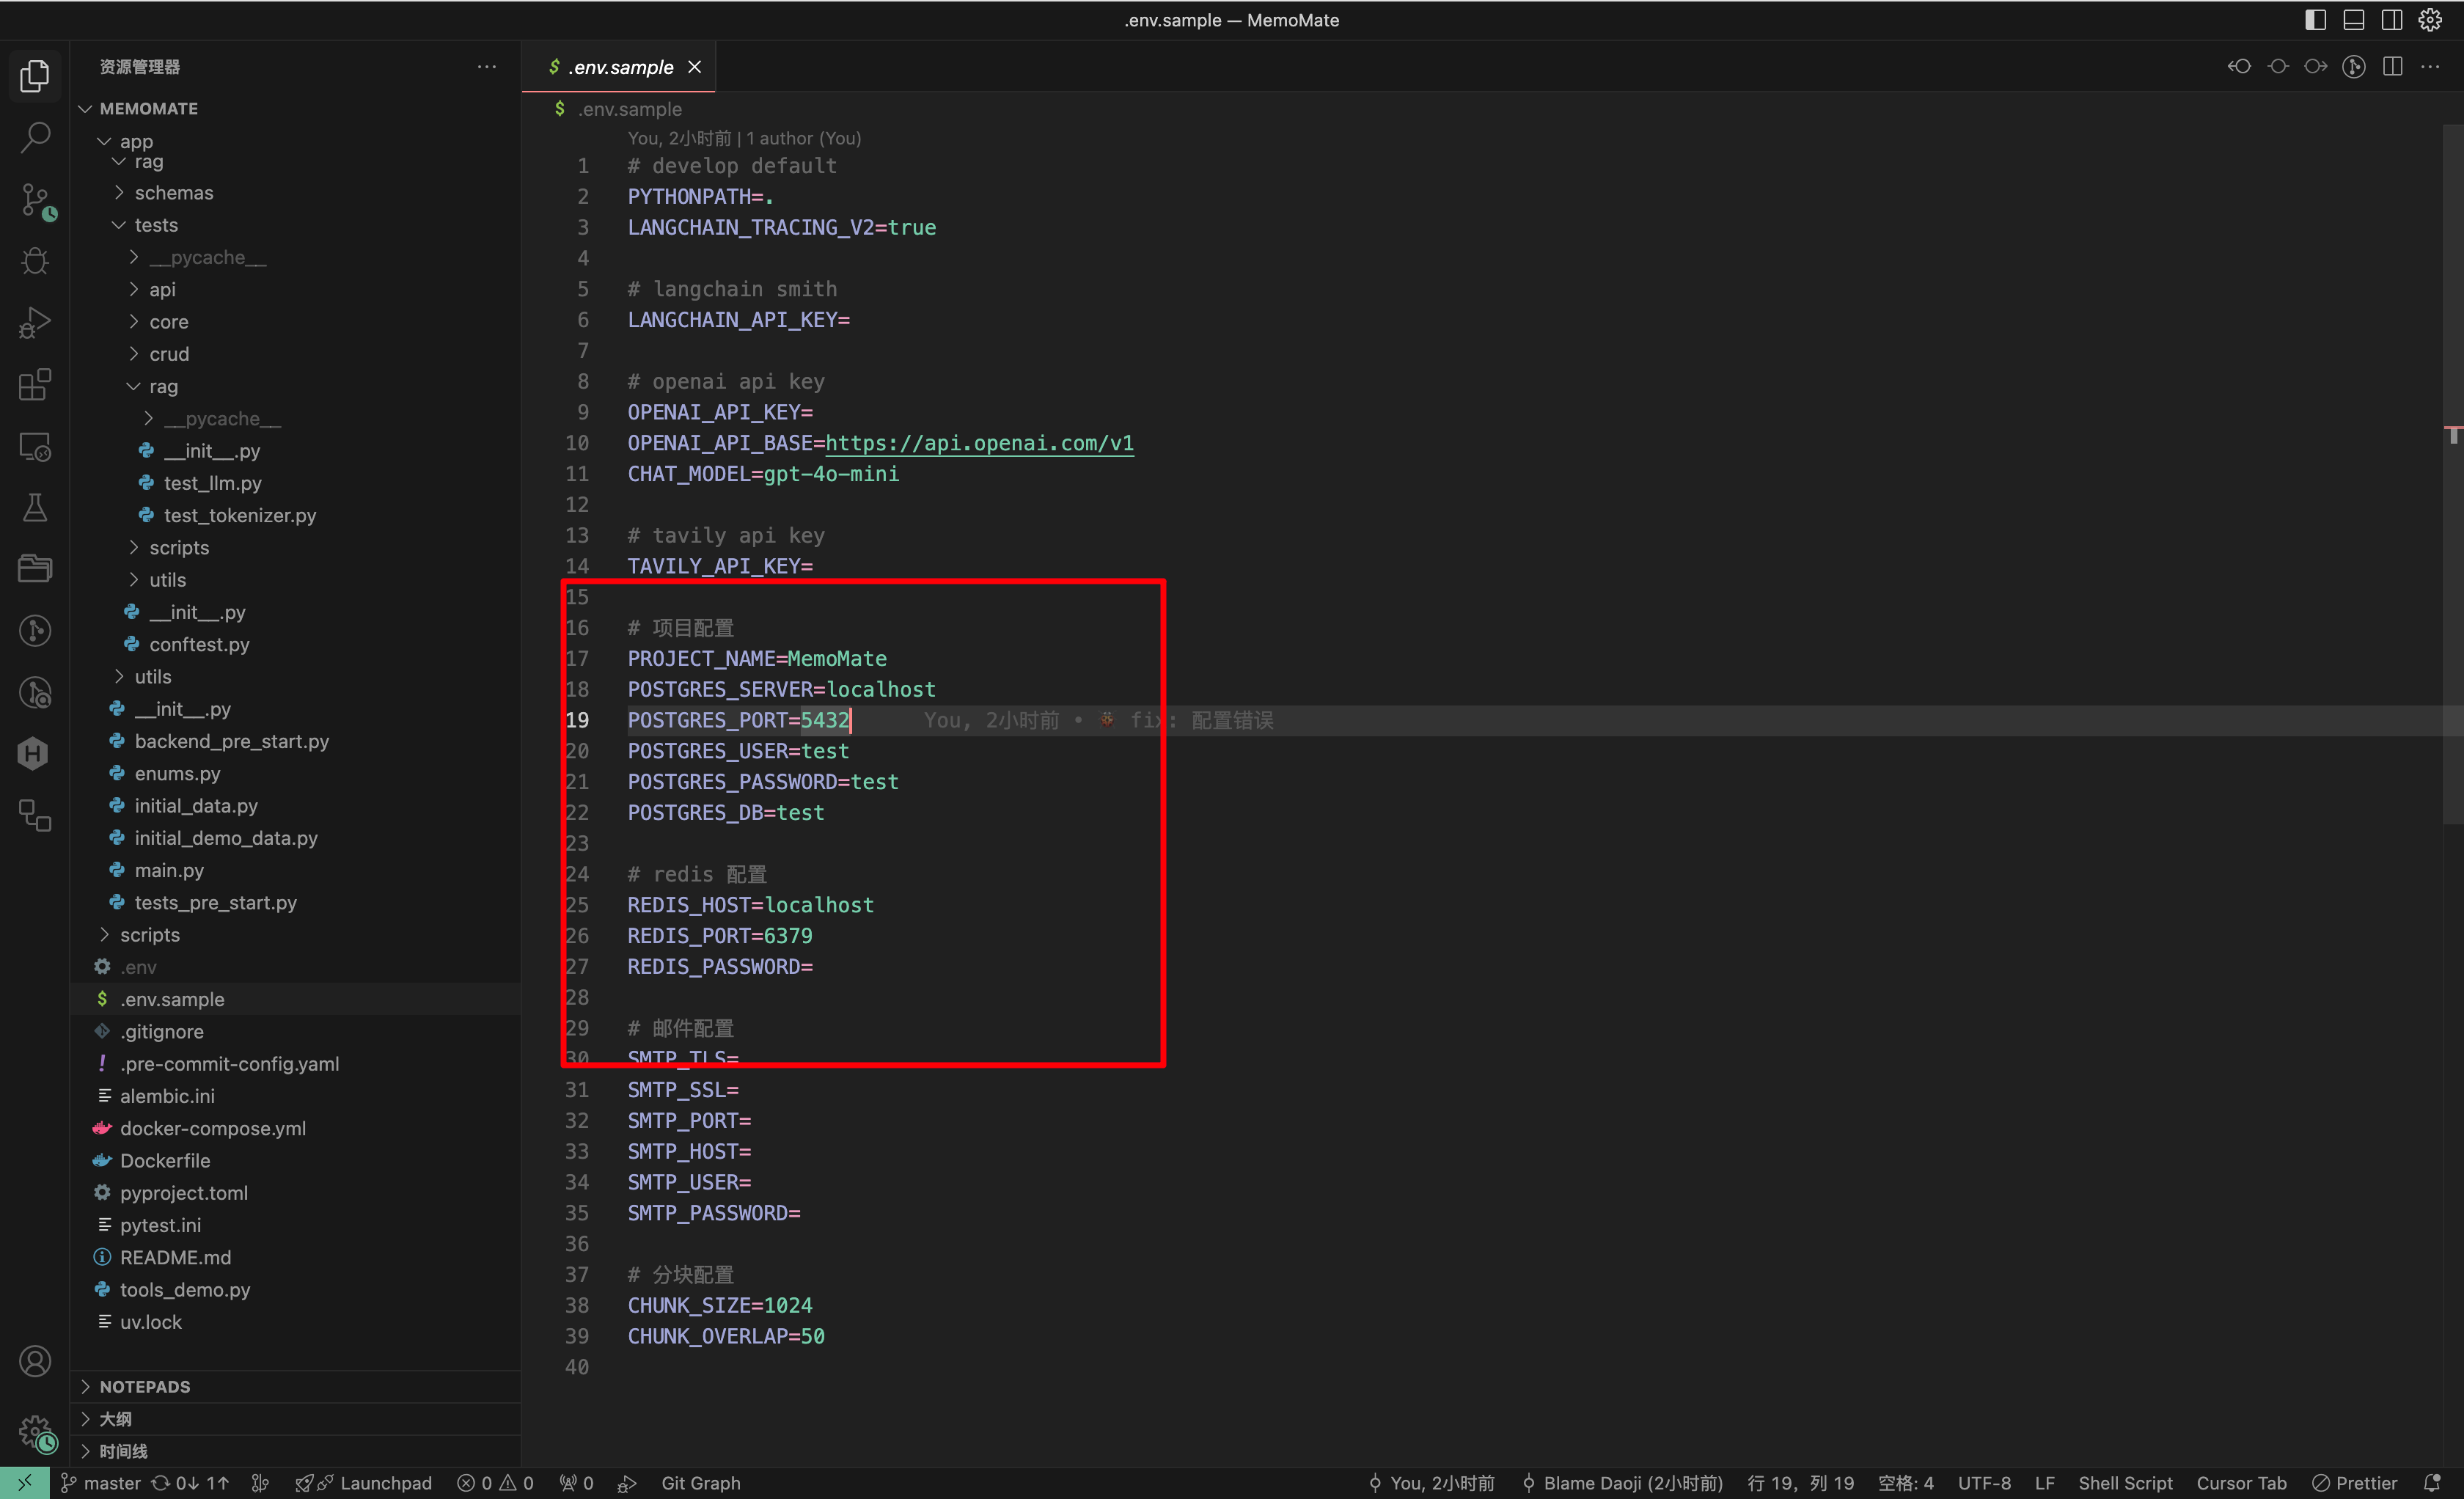 .env.sample — MemoMate
资源管理器
MEMOMATE
app
rag
schemas
tests
__pycache__
api
core
crud
rag
__pycache__
__init__.py
test_llm.py
test_tokenizer.py
scripts
utils
__init__.py
conftest.py
utils
__init__.py
backend_pre_start.py
enums.py
initial_data.py
initial_demo_data.py
main.py
tests_pre_start.py
scripts
.env
.env.sample
.gitignore
.pre-commit-config.yaml
alembic.ini
docker-compose.yml
Dockerfile
pyproject.toml
pytest.ini
README.md
tools_demo.py
uv.lock
NOTEPADS
大纲
时间线
$ .env.sample
$ .env.sample
You, 2小时前 | 1 author (You)
1 # develop default
2 PYTHONPATH=.
3 LANGCHAIN_TRACING_V2=true
4
5 # langchain smith
6 LANGCHAIN_API_KEY=
7
8 # openai api key
9 OPENAI_API_KEY=
10 OPENAI_API_BASE=https://api.openai.com/v1
11 CHAT_MODEL=gpt-4o-mini
12
13 # tavily api key
14 TAVILY_API_KEY=
15
16 # 项目配置
17 PROJECT_NAME=MemoMate
18 POSTGRES_SERVER=localhost
19 POSTGRES_PORT=5432 You, 2小时前 • 🐞 fix: 配置错误
20 POSTGRES_USER=test
21 POSTGRES_PASSWORD=test
22 POSTGRES_DB=test
23
24 # redis 配置
25 REDIS_HOST=localhost
26 REDIS_PORT=6379
27 REDIS_PASSWORD=
28
29 # 邮件配置
30 SMTP_TLS=
31 SMTP_SSL=
32 SMTP_PORT=
33 SMTP_HOST=
34 SMTP_USER=
35 SMTP_PASSWORD=
36
37 # 分块配置
38 CHUNK_SIZE=1024
39 CHUNK_OVERLAP=50
40
master 0↓ 1↑ Launchpad 0 0 0 Git Graph You, 2小时前 Blame Daoji (2小时前) 行 19，列 19 空格: 4 UTF-8 LF Shell Script Cursor Tab Prettier